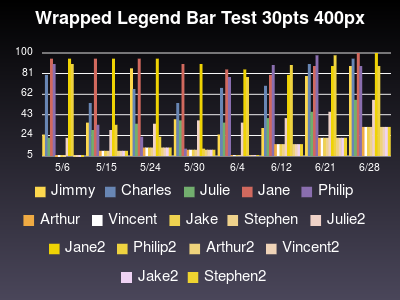 Wrapped Legend Bar Test 30pts 400px
100
81
62
43
24
5
5/6 5/15 5/24 5/30 6/4 6/12 6/21 6/28
Jimmy Charles Julie Jane Philip
Arthur Vincent Jake Stephen Julie2
Jane2 Philip2 Arthur2 Vincent2
Jake2 Stephen2